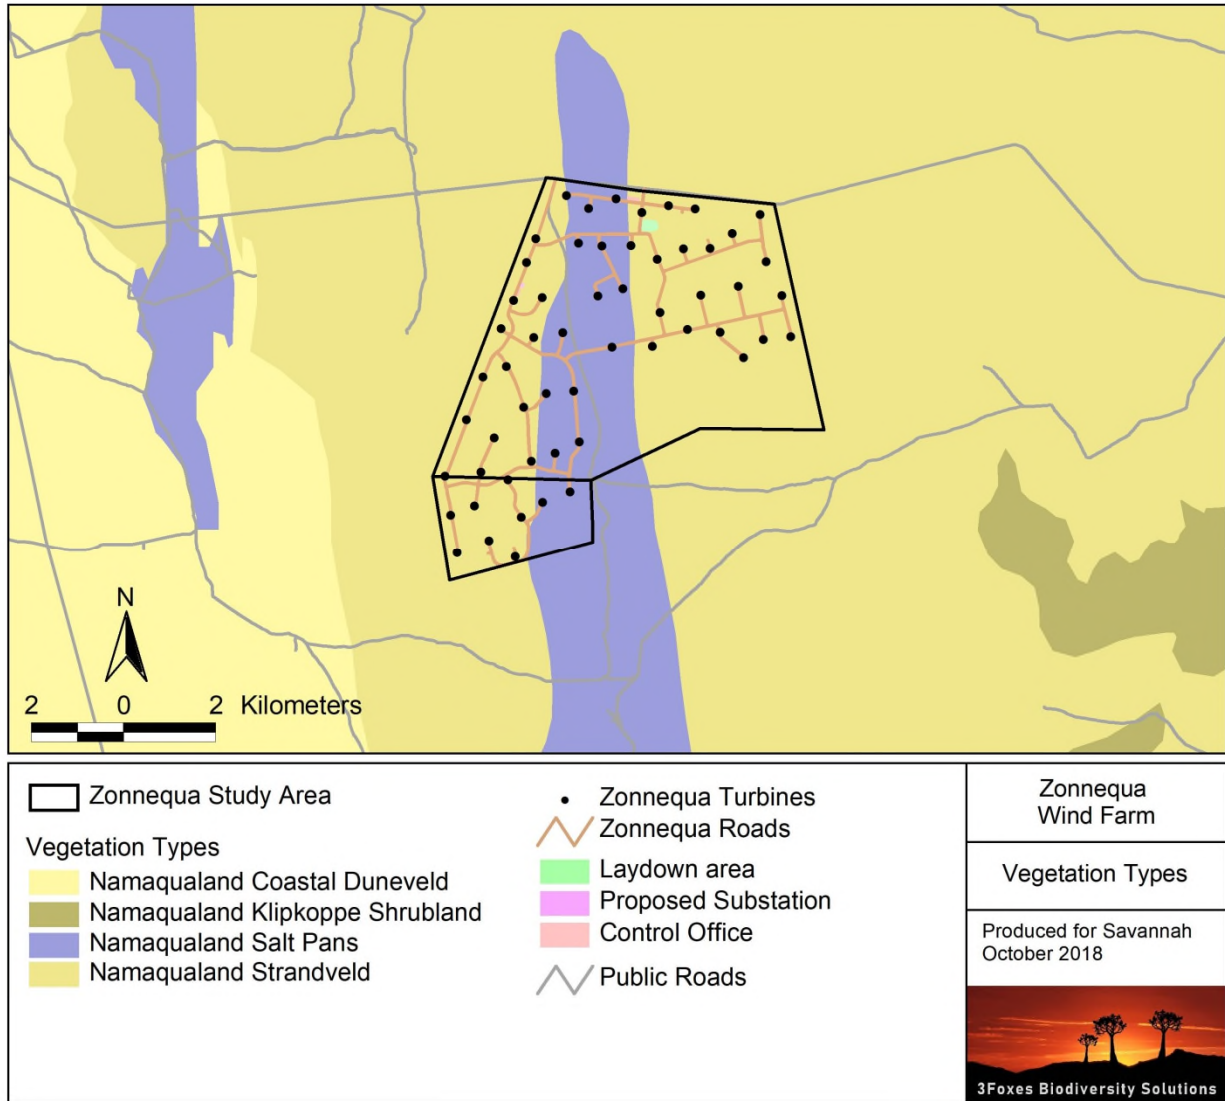 N
2 0 2 Kilometers
Zonnequa Study Area
Vegetation Types
Namaqualand Coastal Duneveld
Namaqualand Klipkoppe Shrubland
Namaqualand Salt Pans
Namaqualand Strandveld
Zonnequa Turbines
Zonnequa Roads
Laydown area
Proposed Substation
Control Office
Public Roads
Zonnequa
Wind Farm
Vegetation Types
Produced for Savannah
October 2018
3Foxes Biodiversity Solutions